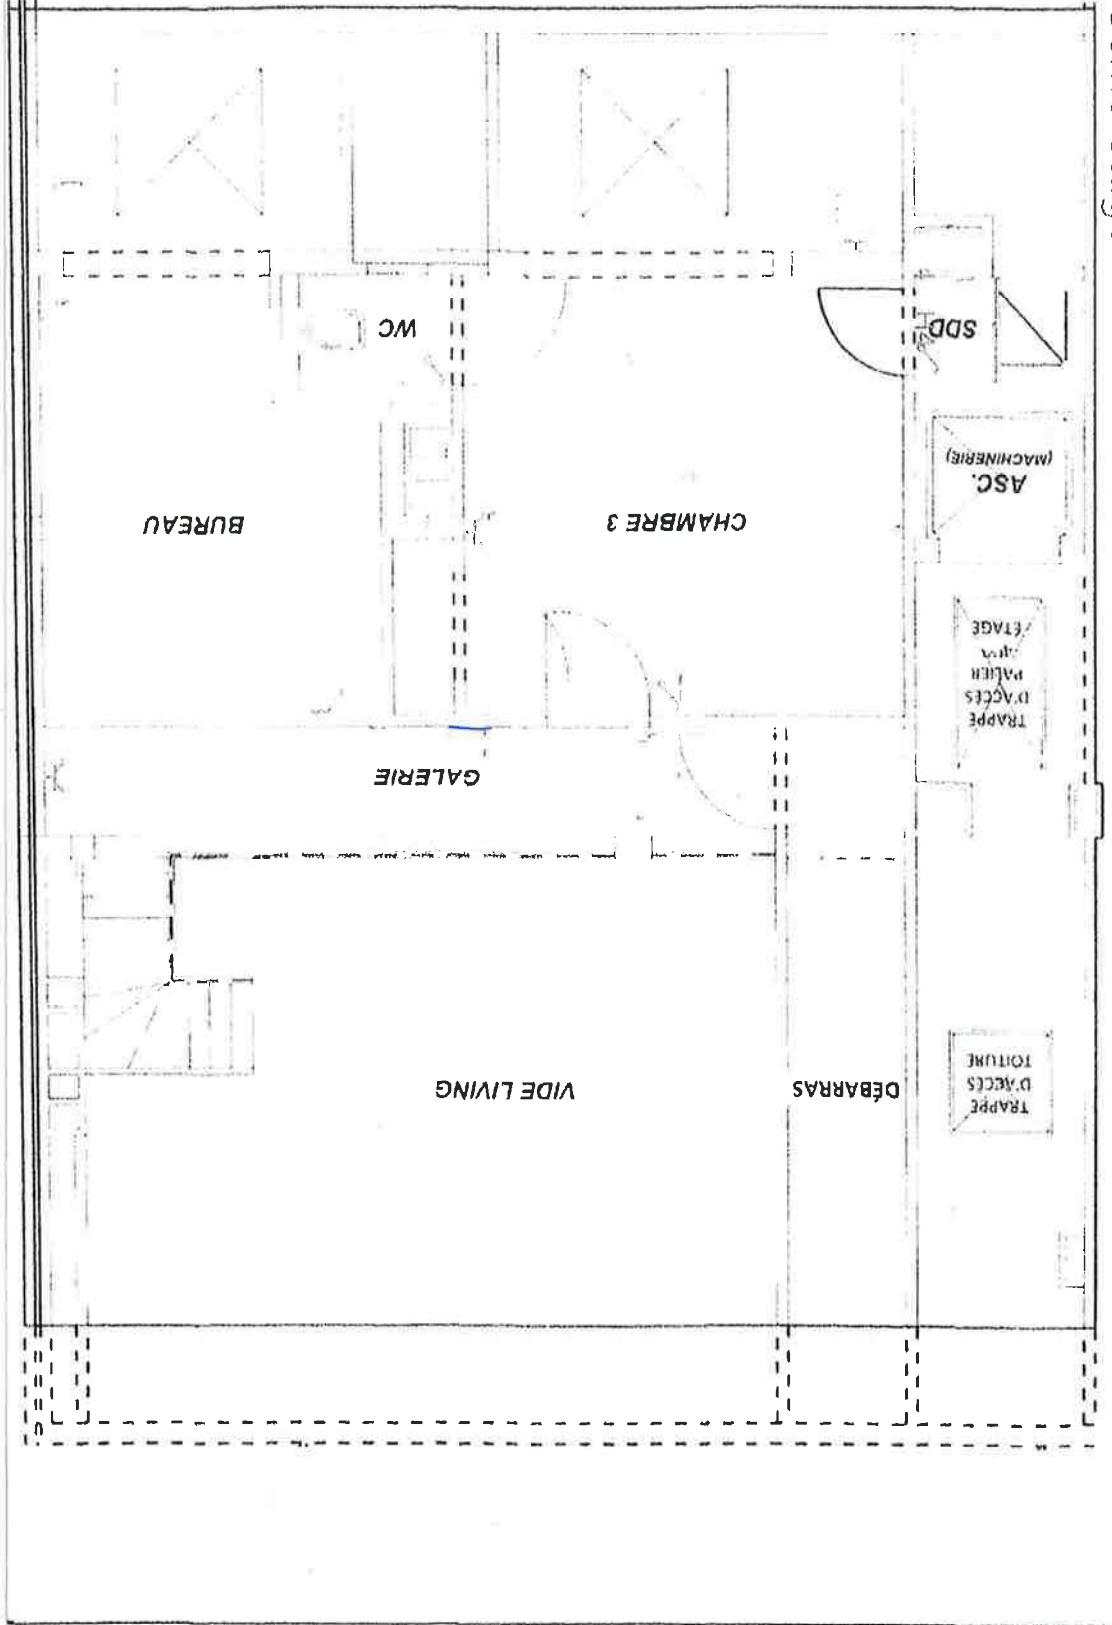 TRAPPE
D'ACCÈS
TOITURE
DÉBARRAS
VIDE LIVING
GALERIE
TRAPPE
D'ACCÈS
PALIER
ÉTAGE
CHAMBRE 3
BUREAU
ASC.
(MACHINERIE)
SDD
WC